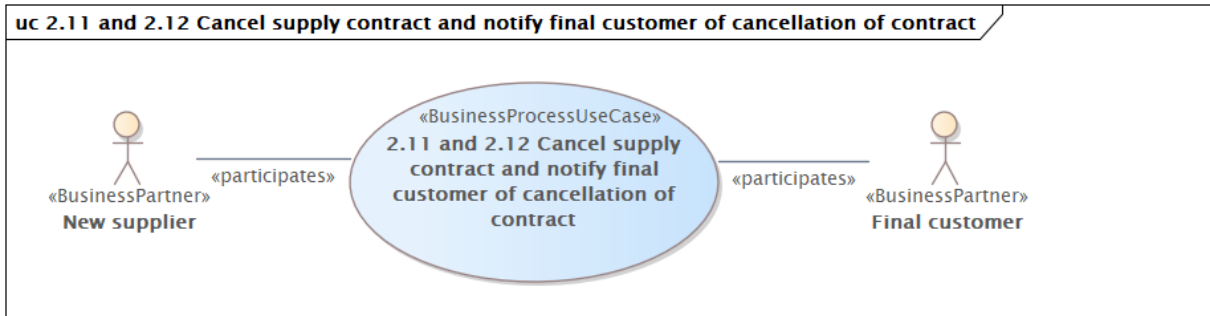 uc 2.11 and 2.12 Cancel supply contract and notify final customer of cancellation of contract
«BusinessProcessUseCase»
2.11 and 2.12 Cancel supply
contract and notify final
customer of cancellation of
contract
«participates»
«participates»
«BusinessPartner»
New supplier
«BusinessPartner»
Final customer